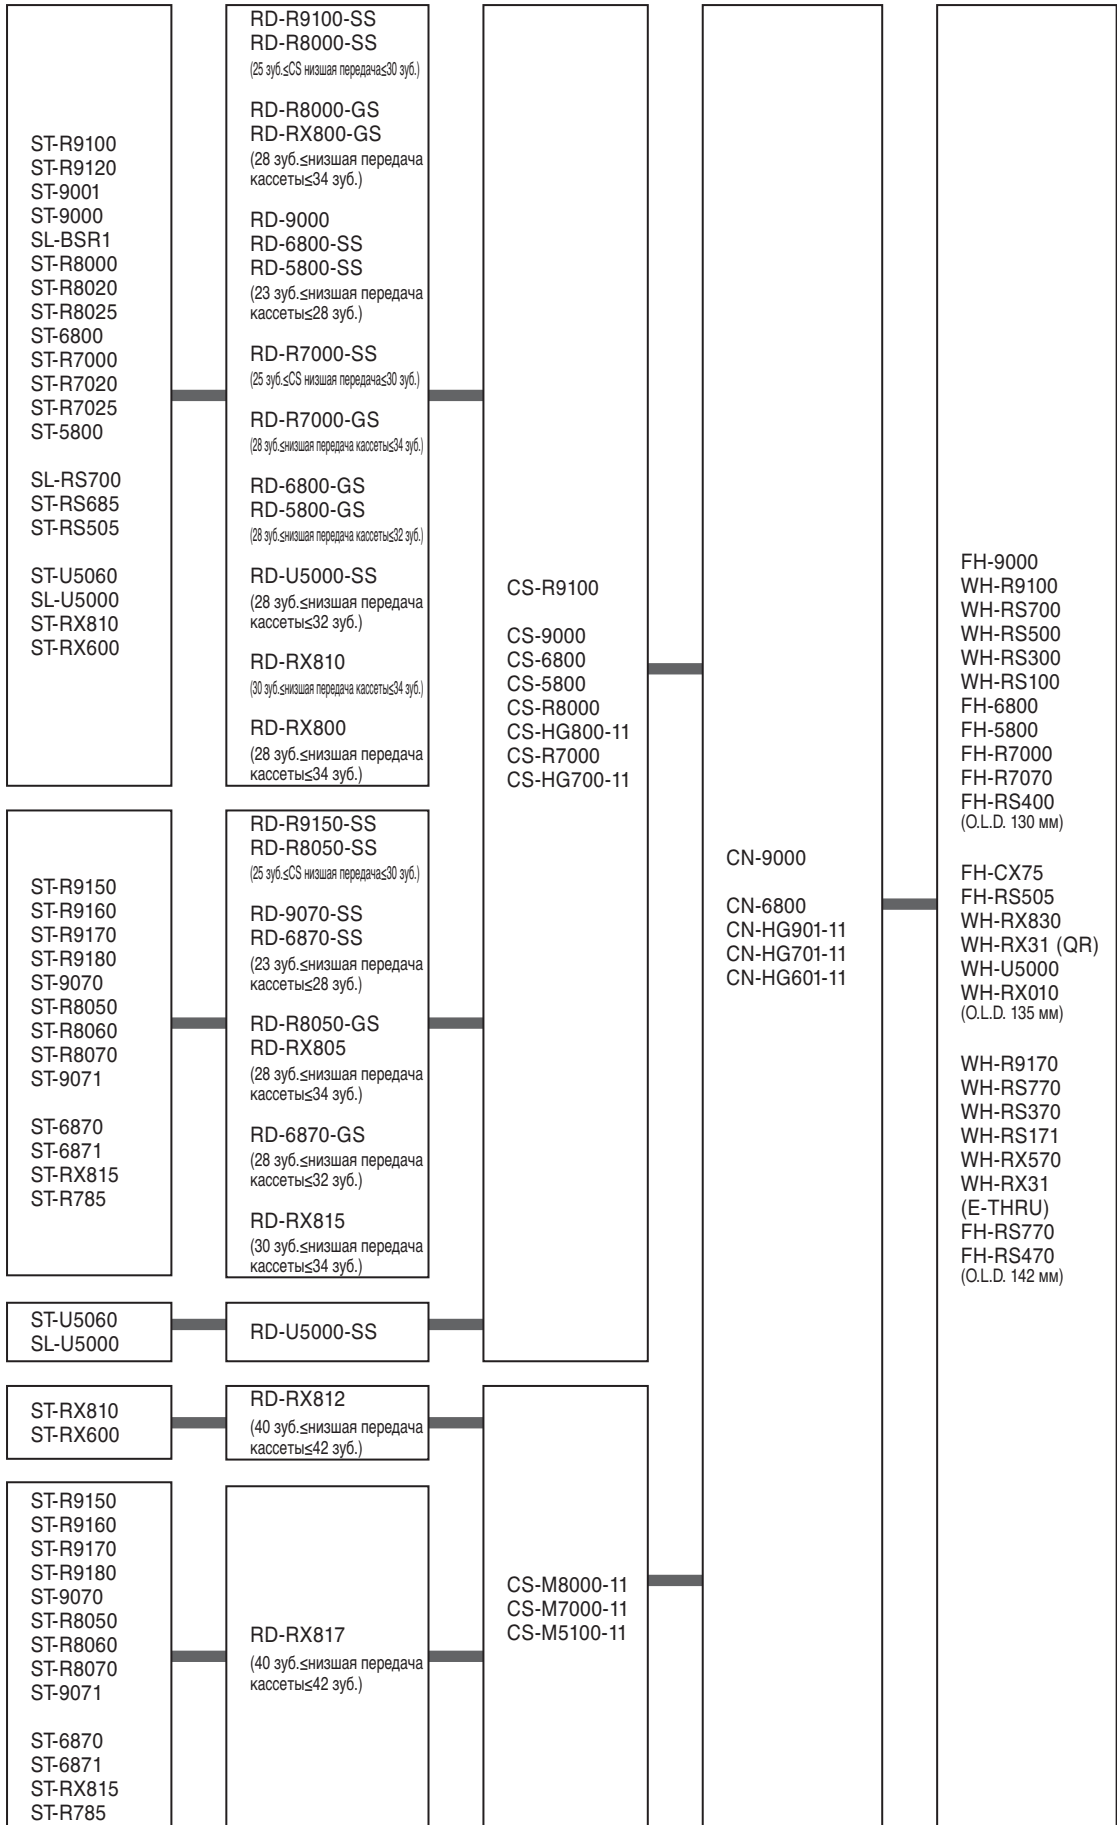 ST-R9100
ST-R9120
ST-9001
ST-9000
SL-BSR1
ST-R8000
ST-R8020
ST-R8025
ST-6800
ST-R7000
ST-R7020
ST-R7025
ST-5800
SL-RS700
ST-RS685
ST-RS505
ST-U5060
SL-U5000
ST-RX810
ST-RX600
RD-R9100-SS
RD-R8000-SS
(25 зуб.≤CS низшая передача≤30 зуб.)
RD-R8000-GS
RD-RX800-GS
(28 зуб.≤низшая передача
кассеты≤34 зуб.)
RD-9000
RD-6800-SS
RD-5800-SS
(23 зуб.≤низшая передача
кассеты≤28 зуб.)
RD-R7000-SS
(25 зуб.≤CS низшая передача≤30 зуб.)
RD-R7000-GS
(28 зуб.≤низшая передача кассеты≤34 зуб.)
RD-6800-GS
RD-5800-GS
(28 зуб.≤низшая передача кассеты≤32 зуб.)
RD-U5000-SS
(28 зуб.≤низшая передача
кассеты≤32 зуб.)
RD-RX810
(30 зуб.≤низшая передача кассеты≤34 зуб.)
RD-RX800
(28 зуб.≤низшая передача
кассеты≤34 зуб.)
ST-R9150
ST-R9160
ST-R9170
ST-R9180
ST-9070
ST-R8050
ST-R8060
ST-R8070
ST-9071
ST-6870
ST-6871
ST-RX815
ST-R785
RD-R9150-SS
RD-R8050-SS
(25 зуб.≤CS низшая передача≤30 зуб.)
RD-9070-SS
RD-6870-SS
(23 зуб.≤низшая передача
кассеты≤28 зуб.)
RD-R8050-GS
RD-RX805
(28 зуб.≤низшая передача
кассеты≤34 зуб.)
RD-6870-GS
(28 зуб.≤низшая передача
кассеты≤32 зуб.)
RD-RX815
(30 зуб.≤низшая передача
кассеты≤34 зуб.)
ST-U5060
SL-U5000
RD-U5000-SS
CS-R9100
CS-9000
CS-6800
CS-5800
CS-R8000
CS-HG800-11
CS-R7000
CS-HG700-11
ST-RX810
ST-RX600
RD-RX812
(40 зуб.≤низшая передача
кассеты≤42 зуб.)
ST-R9150
ST-R9160
ST-R9170
ST-R9180
ST-9070
ST-R8050
ST-R8060
ST-R8070
ST-9071
ST-6870
ST-6871
ST-RX815
ST-R785
RD-RX817
(40 зуб.≤низшая передача
кассеты≤42 зуб.)
CS-M8000-11
CS-M7000-11
CS-M5100-11
CN-9000
CN-6800
CN-HG901-11
CN-HG701-11
CN-HG601-11
FH-9000
WH-R9100
WH-RS700
WH-RS500
WH-RS300
WH-RS100
FH-6800
FH-5800
FH-R7000
FH-R7070
FH-RS400
(O.L.D. 130 мм)
FH-CX75
FH-RS505
WH-RX830
WH-RX31 (QR)
WH-U5000
WH-RX010
(O.L.D. 135 мм)
WH-R9170
WH-RS770
WH-RS370
WH-RS171
WH-RX570
WH-RX31
(E-THRU)
FH-RS770
FH-RS470
(O.L.D. 142 мм)